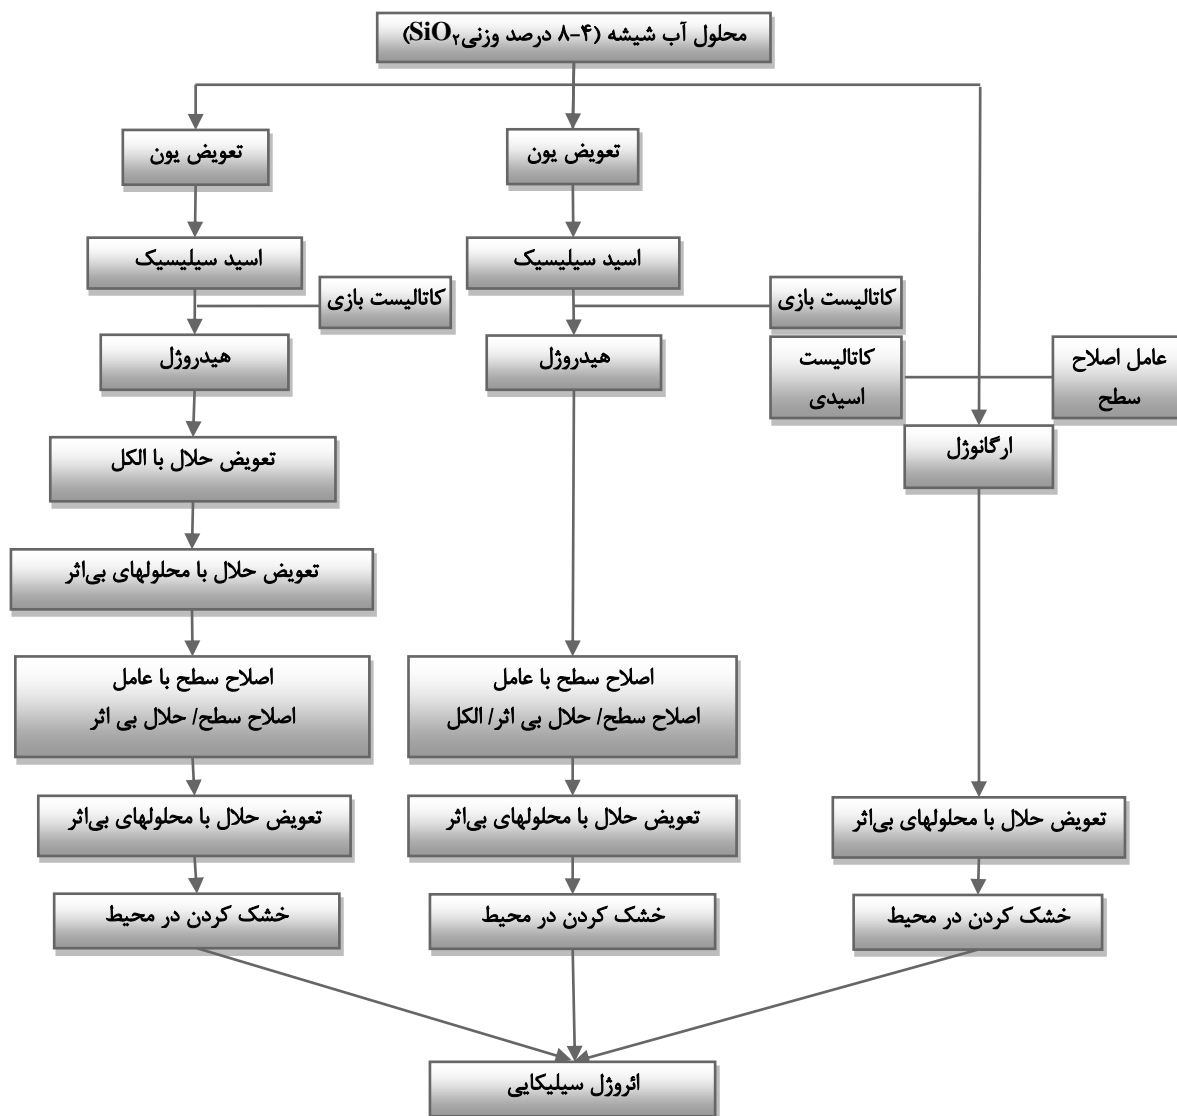 محلول آب شیشه (۴-۸ درصد وزنی SiO۲)
تعویض یون
تعویض یون
اسید سیلیسیک
اسید سیلیسیک
کاتالیست بازی
کاتالیست بازی
هیدروژل
هیدروژل
کاتالیست
اسیدی
عامل اصلاح
سطح
ارگانوژل
تعویض حلال با الکل
تعویض حلال با محلولهای بی‌اثر
اصلاح سطح با عامل
اصلاح سطح/ حلال بی اثر
اصلاح سطح با عامل
اصلاح سطح/ حلال بی اثر/ الکل
تعویض حلال با محلولهای بی‌اثر
تعویض حلال با محلولهای بی‌اثر
تعویض حلال با محلولهای بی‌اثر
خشک کردن در محیط
خشک کردن در محیط
خشک کردن در محیط
ائروژل سیلیکایی